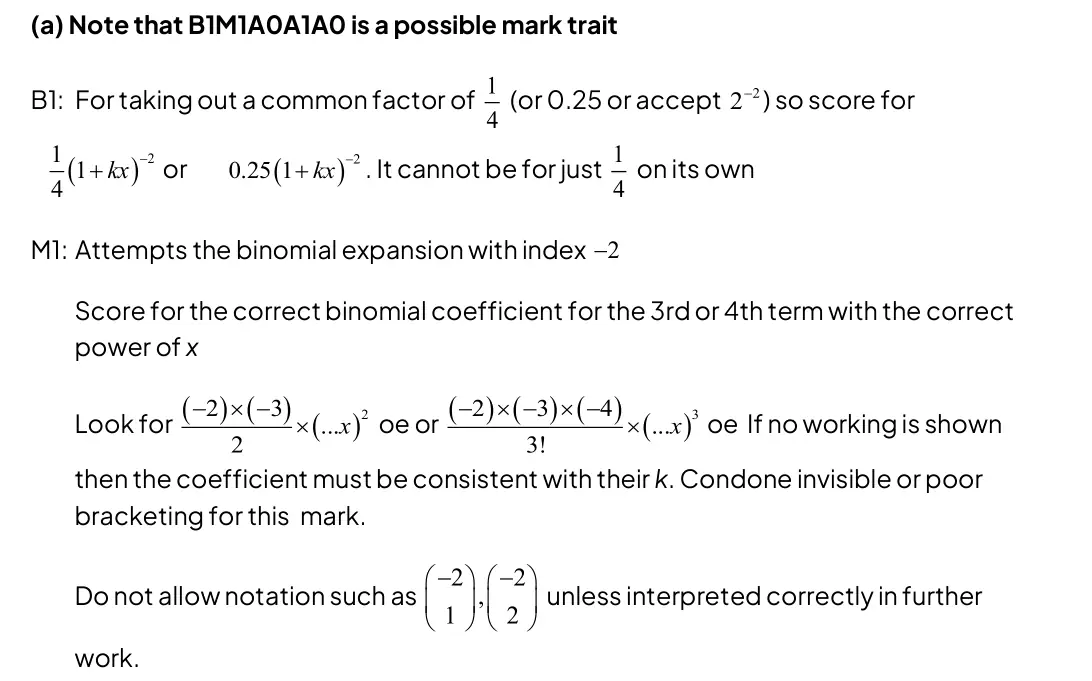 (a) Note that B1M1A0A1A0 is a possible mark trait
B1: For taking out a common factor of 1/4 (or 0.25 or accept 2⁻²) so score for
1/4(1+kx)⁻² or 0.25(1+kx)⁻². It cannot be for just 1/4 on its own
M1: Attempts the binomial expansion with index −2
Score for the correct binomial coefficient for the 3rd or 4th term with the correct
power of x
Look for (−2)×(−3)/2 ×(...x)² oe or (−2)×(−3)×(−4)/3! ×(...x)³ oe If no working is shown
then the coefficient must be consistent with their k. Condone invisible or poor
bracketing for this mark.
Do not allow notation such as (−2 1), (−2 2) unless interpreted correctly in further
work.